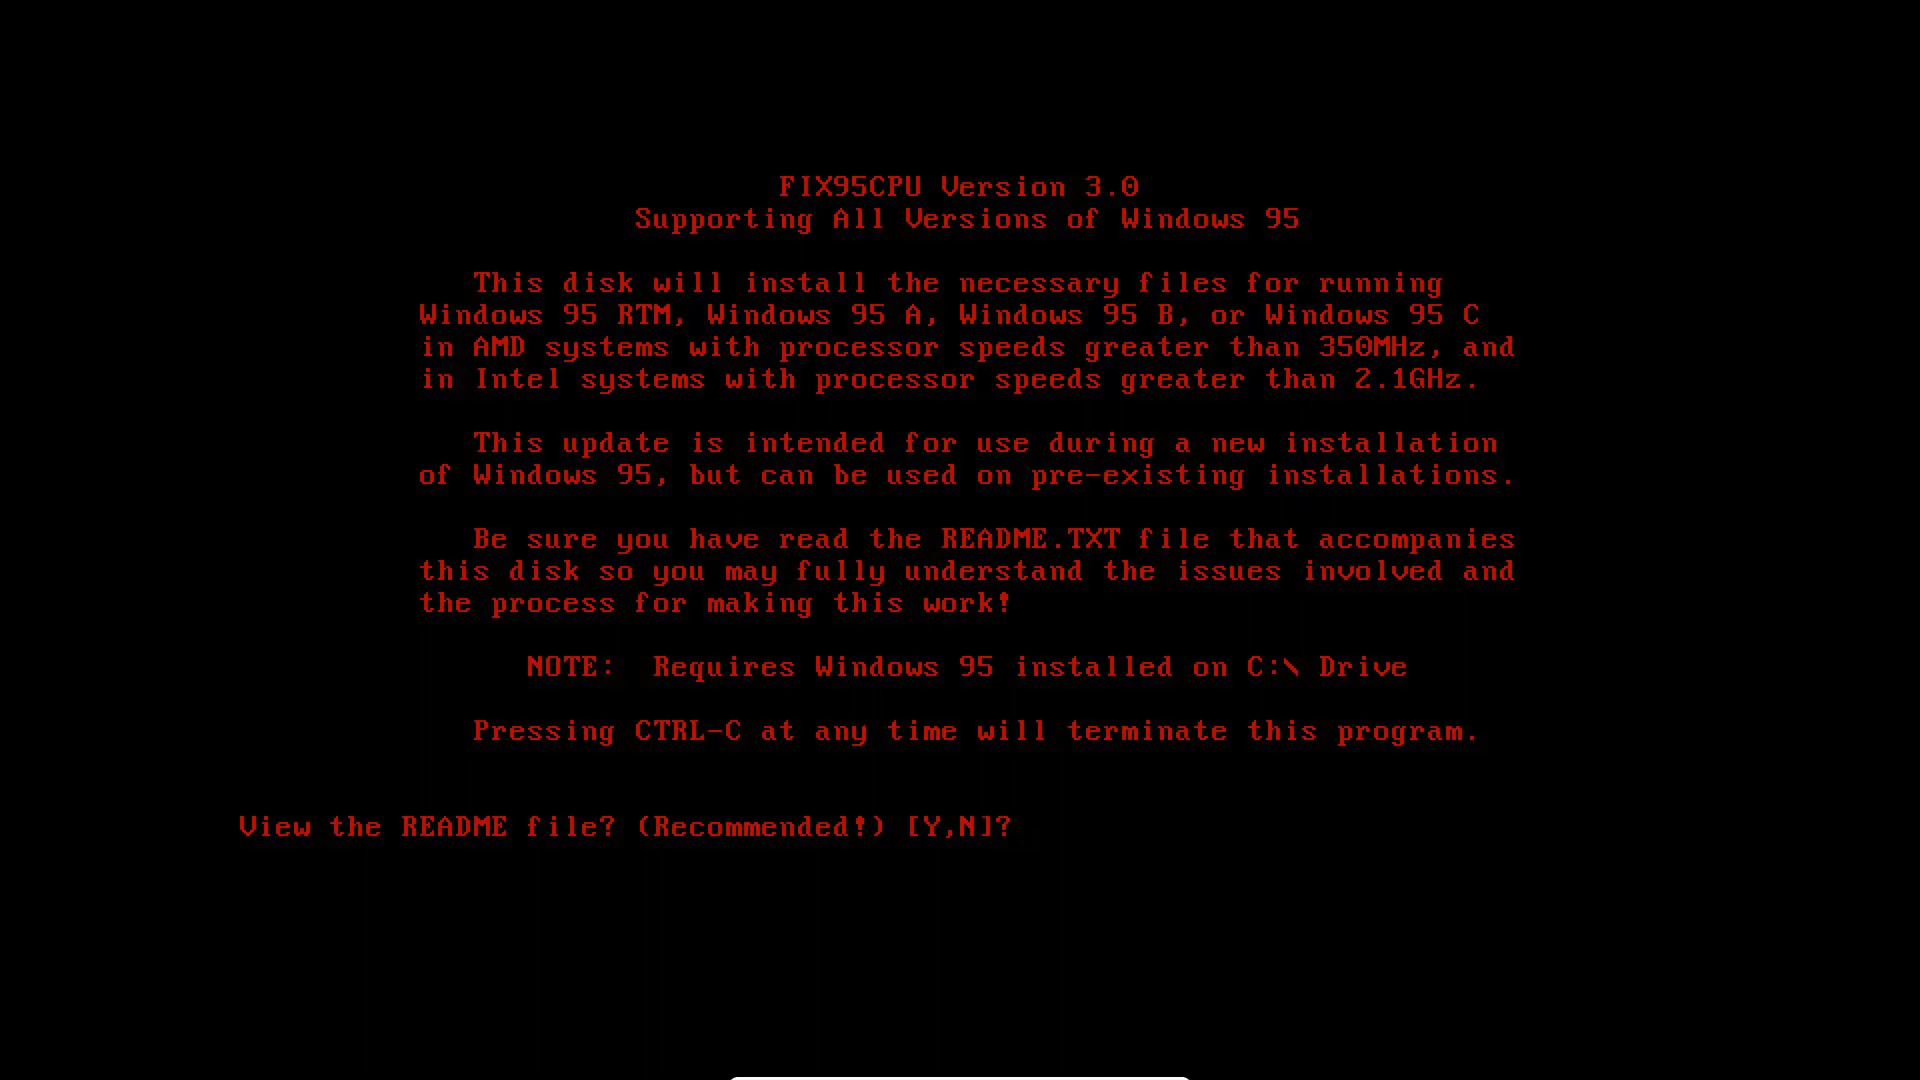 FIX95CPU Version 3.0
Supporting All Versions of Windows 95
This disk will install the necessary files for running
Windows 95 RTM, Windows 95 A, Windows 95 B, or Windows 95 C
in AMD systems with processor speeds greater than 350MHz, and
in Intel systems with processor speeds greater than 2.1GHz.
This update is intended for use during a new installation
of Windows 95, but can be used on pre-existing installations.
Be sure you have read the README.TXT file that accompanies
this disk so you may fully understand the issues involved and
the process for making this work!
NOTE:  Requires Windows 95 installed on C:\ Drive
Pressing CTRL-C at any time will terminate this program.
View the README file? (Recommended!) [Y,N]?